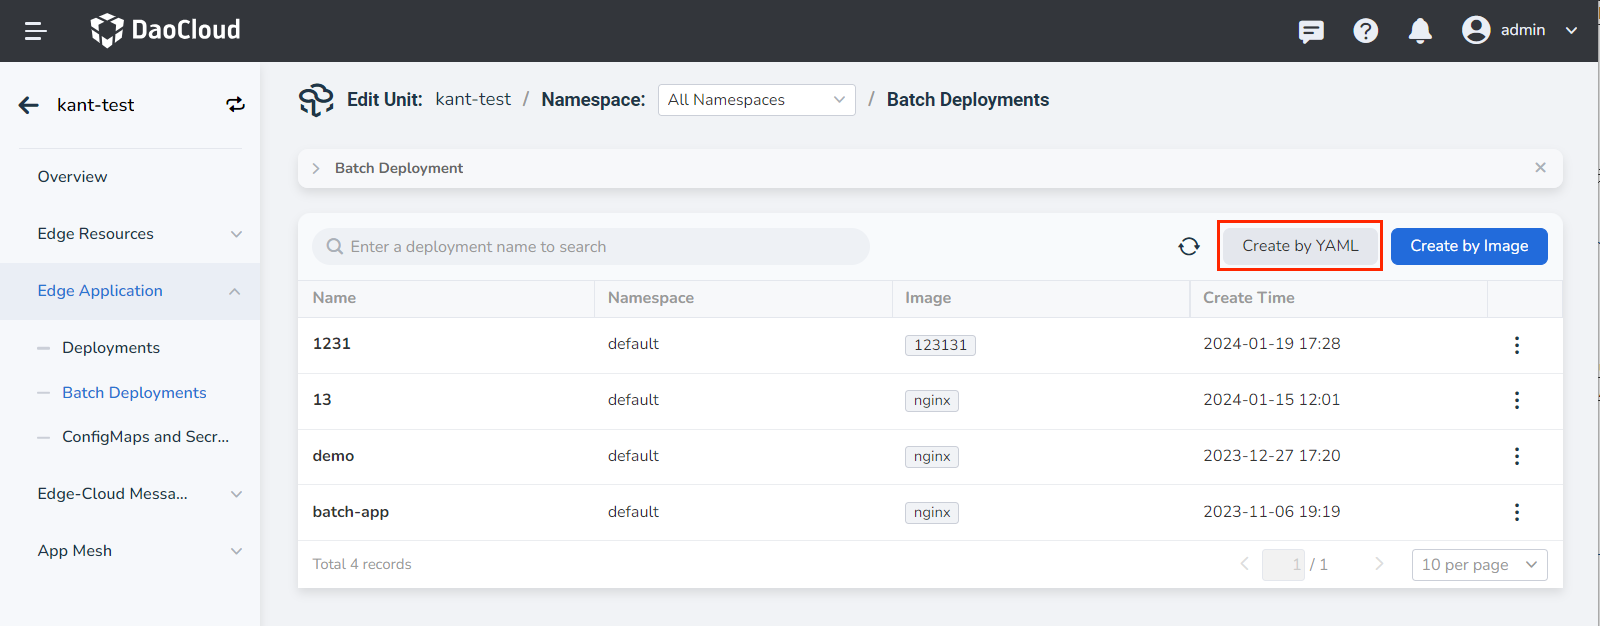 DaoCloud
admin
kant-test
Edit Unit: kant-test / Namespace: All Namespaces / Batch Deployments
Overview
Edge Resources
Edge Application
Deployments
Batch Deployments
ConfigMaps and Secr...
Edge-Cloud Messa...
App Mesh
Batch Deployment
Enter a deployment name to search
Create by YAML
Create by Image
Name Namespace Image Create Time
1231 default 123131 2024-01-19 17:28
13 default nginx 2024-01-15 12:01
demo default nginx 2023-12-27 17:20
batch-app default nginx 2023-11-06 19:19
Total 4 records
1 / 1
10 per page